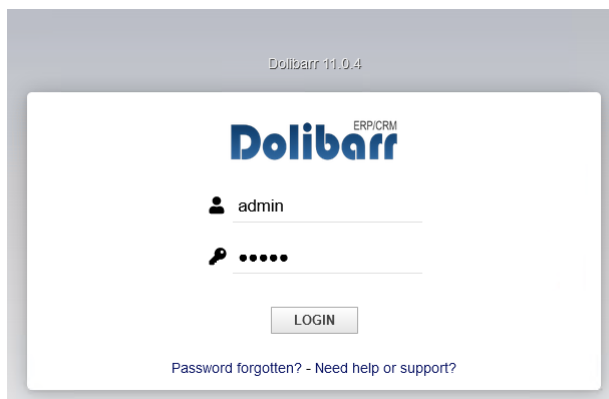 Dolibarr 11.0.4
ERP/CRM
Dolibarr
admin
•••••
LOGIN
Password forgotten? - Need help or support?